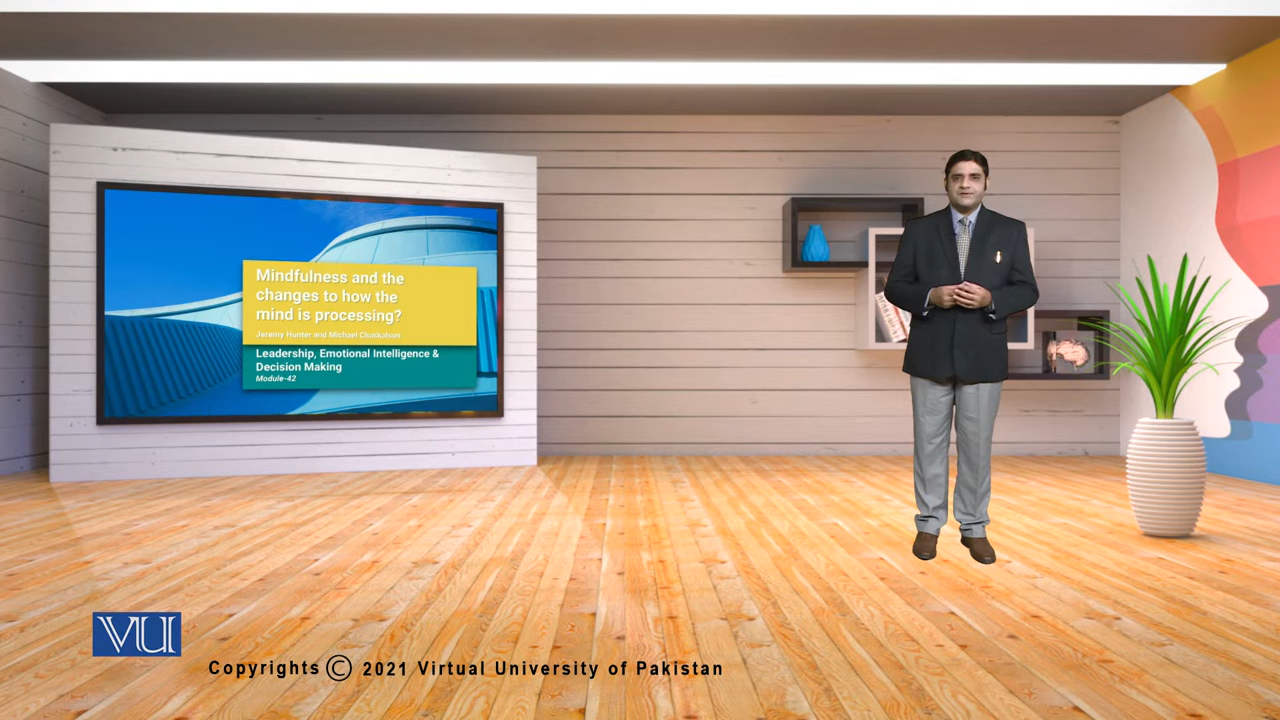 Mindfulness and the
changes to how the
mind is processing?
Jeremy Hunter and Michael Chaskalson
Leadership, Emotional Intelligence &
Decision Making
Module-42
VU
Copyrights © 2021 Virtual University of Pakistan